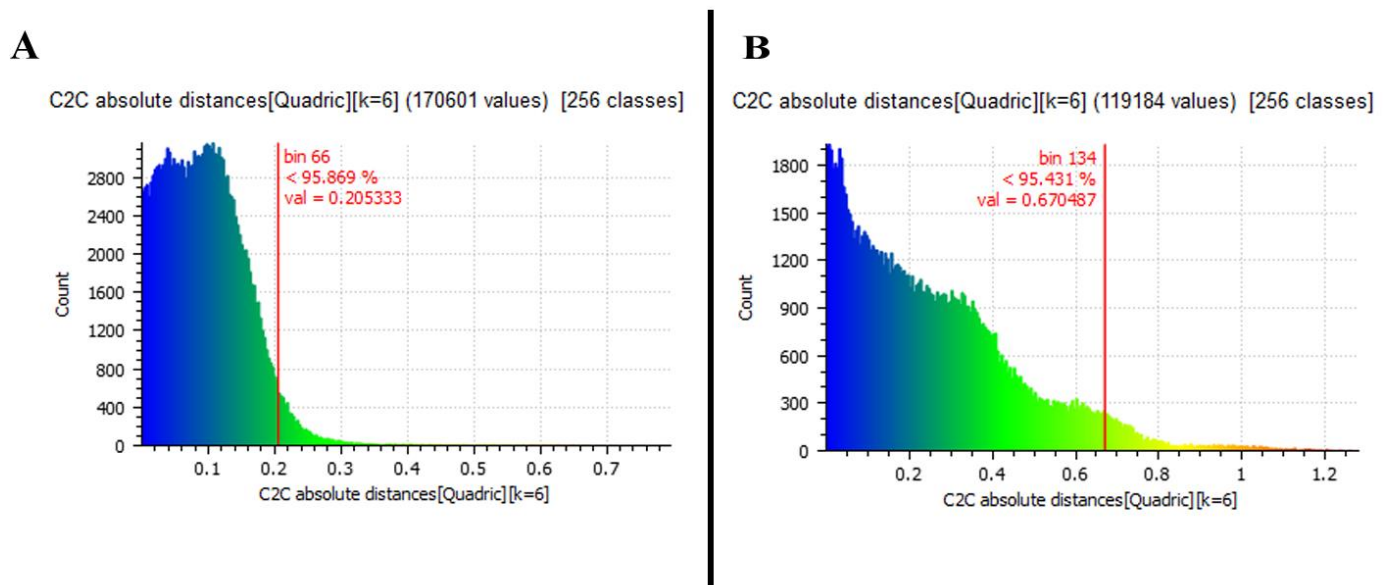 A
C2C absolute distances[Quadric][k=6] (170601 values) [256 classes]
bin 66
< 95.869 %
val = 0.205333
2800
2400
2000
1600
1200
800
400
0
Count
0.1 0.2 0.3 0.4 0.5 0.6 0.7
C2C absolute distances[Quadric][k=6]
B
C2C absolute distances[Quadric][k=6] (119184 values) [256 classes]
bin 134
< 95.431 %
val = 0.670487
1800
1500
1200
900
600
300
0
Count
0.2 0.4 0.6 0.8 1 1.2
C2C absolute distances[Quadric][k=6]